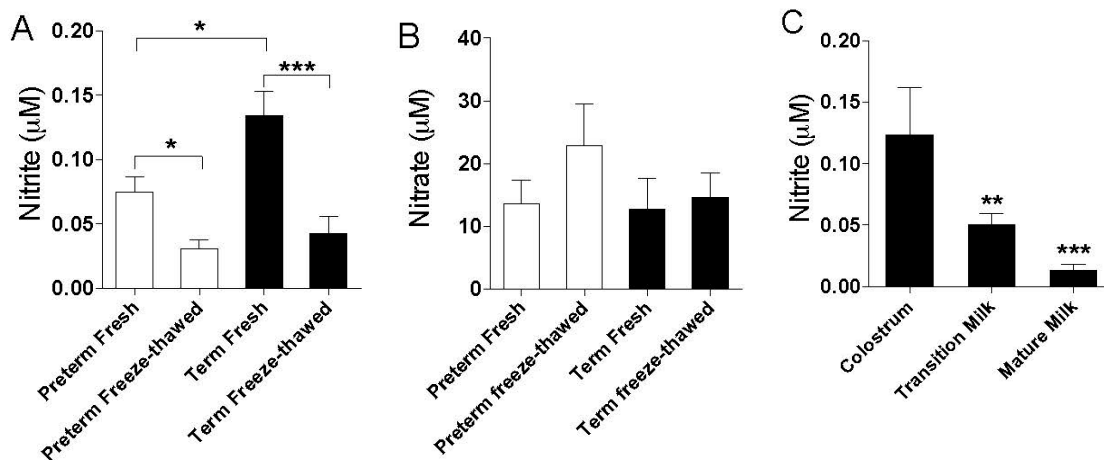 A
Nitrite (μM)
0.20
0.15
0.10
0.05
0.00
*
*
***
Preterm Fresh
Preterm Freeze-thawed
Term Fresh
Term Freeze-thawed
B
Nitrate (μM)
40
30
20
10
0
Preterm Fresh
Preterm freeze-thawed
Term Fresh
Term freeze-thawed
C
Nitrite (μM)
0.20
0.15
0.10
0.05
0.00
**
***
Colostrum
Transition Milk
Mature Milk